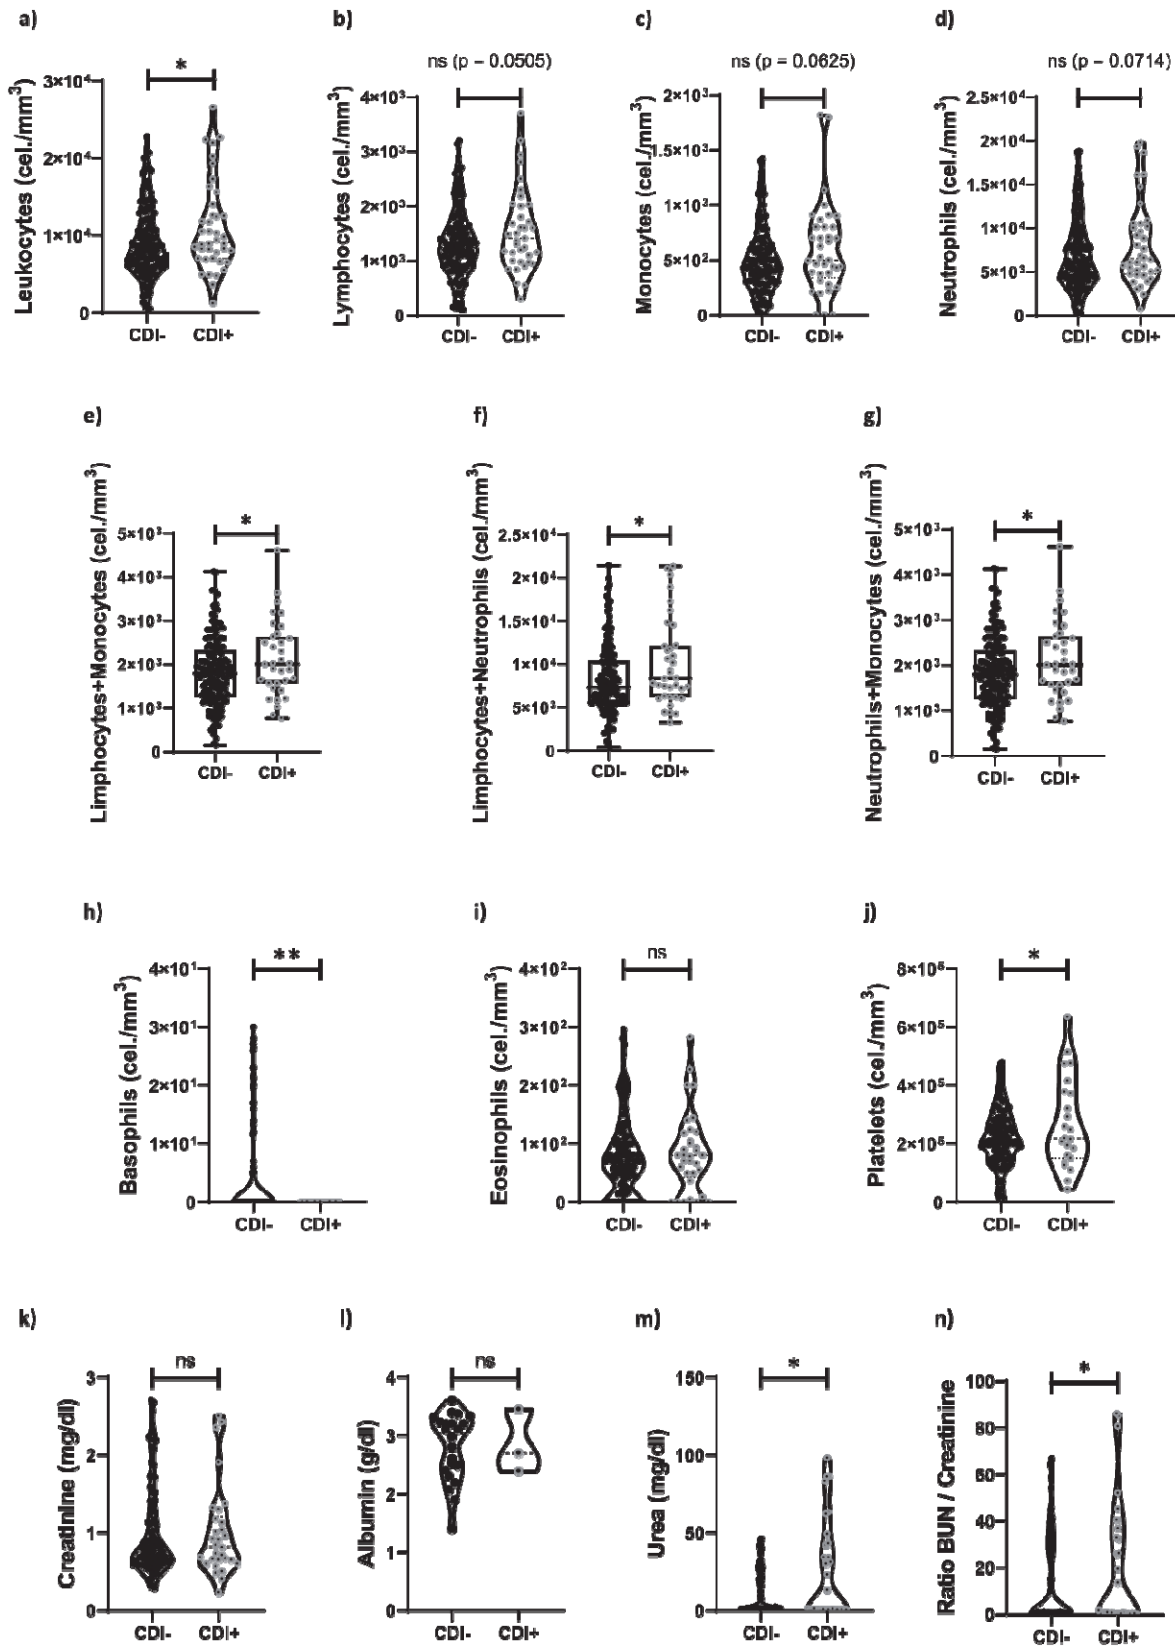 a)
b)
c)
d)
*
ns (p – 0.0505)
ns (p = 0.0625)
ns (p – 0.0714)
Leukocytes (cel./mm³)
3×10⁴
2×10⁴
1×10⁴
0
CDI-
CDI+
Lymphocytes (cel./mm³)
4×10³
3×10³
2×10³
1×10³
0
CDI-
CDI+
Monocytes (cel./mm³)
2×10³
1.5×10³
1×10³
5×10²
0
CDI-
CDI+
Neutrophils (cel./mm³)
2.5×10⁴
2×10⁴
1.5×10⁴
1×10⁴
5×10³
0
CDI-
CDI+
e)
f)
g)
Limphocytes+Monocytes (cel./mm³)
*
5×10³
4×10³
3×10³
2×10³
1×10³
0
CDI-
CDI+
Limphocytes+Neutrophils (cel./mm³)
*
2.5×10⁴
2×10⁴
1.5×10⁴
1×10⁴
5×10³
0
CDI-
CDI+
Neutrophils+Monocytes (cel./mm³)
*
5×10³
4×10³
3×10³
2×10³
1×10³
0
CDI-
CDI+
h)
i)
j)
Basophils (cel./mm³)
**
4×10¹
3×10¹
2×10¹
1×10¹
0
CDI-
CDI+
Eosinophils (cel./mm³)
ns
4×10²
3×10²
2×10²
1×10²
0
CDI-
CDI+
Platelets (cel./mm³)
*
8×10⁵
6×10⁵
4×10⁵
2×10⁵
0
CDI-
CDI+
k)
l)
m)
n)
Creatinine (mg/dl)
ns
3
2
1
0
CDI-
CDI+
Albumin (g/dl)
ns
4
3
2
1
0
CDI-
CDI+
Urea (mg/dl)
*
150
100
50
0
CDI-
CDI+
Ratio BUN / Creatinine
*
100
80
60
40
20
0
CDI-
CDI+